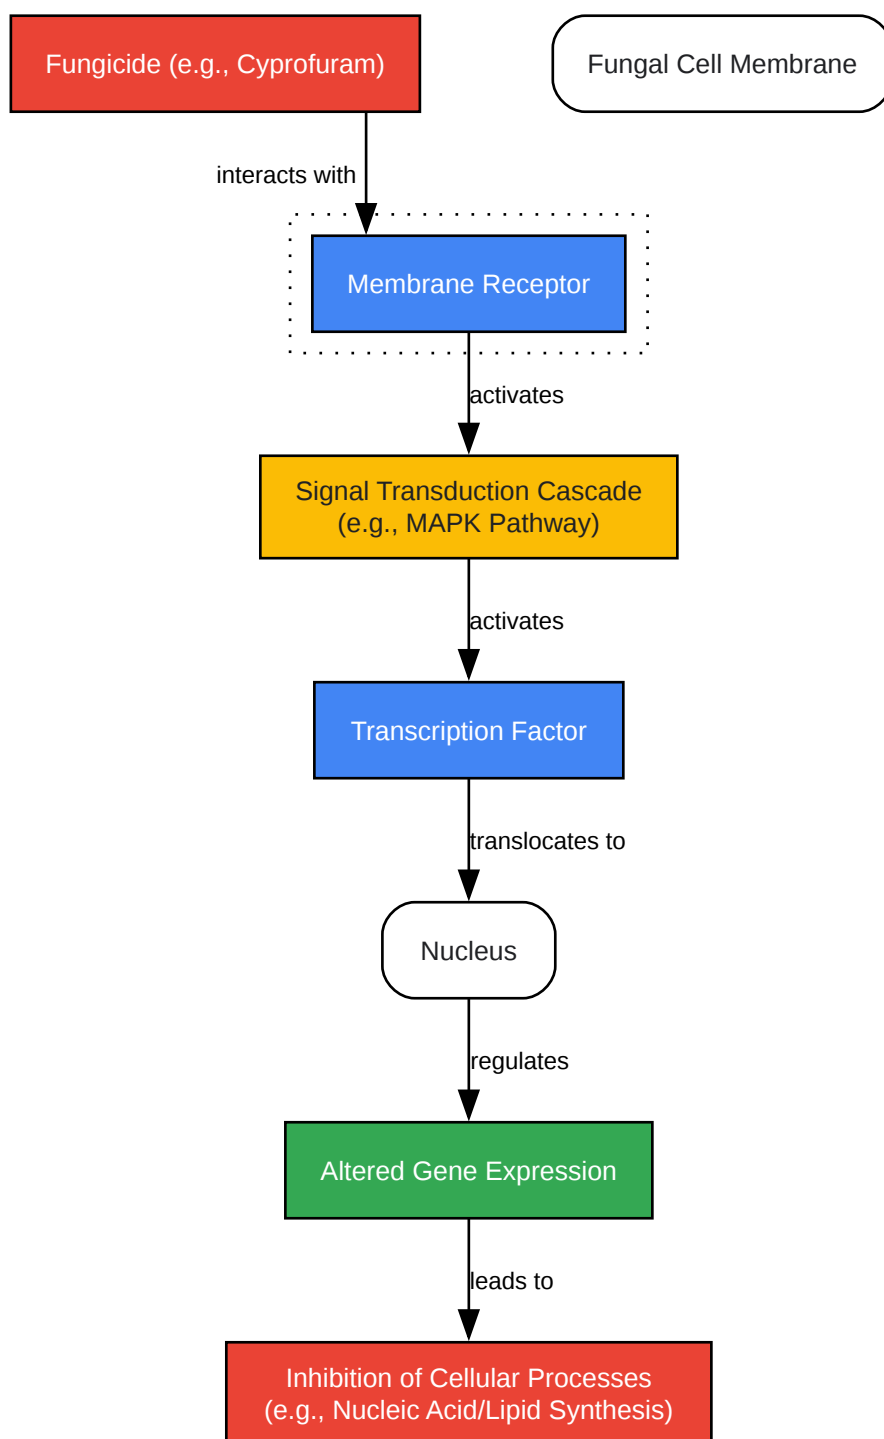 Fungicide (e.g., Cyprofuram)
Fungal Cell Membrane
interacts with
Membrane Receptor
activates
Signal Transduction Cascade
(e.g., MAPK Pathway)
activates
Transcription Factor
translocates to
Nucleus
regulates
Altered Gene Expression
leads to
Inhibition of Cellular Processes
(e.g., Nucleic Acid/Lipid Synthesis)